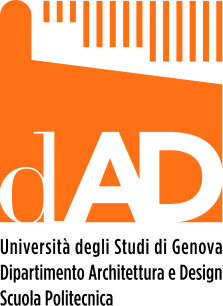 dAD
Università degli Studi di Genova
Dipartimento Architettura e Design
Scuola Politecnica